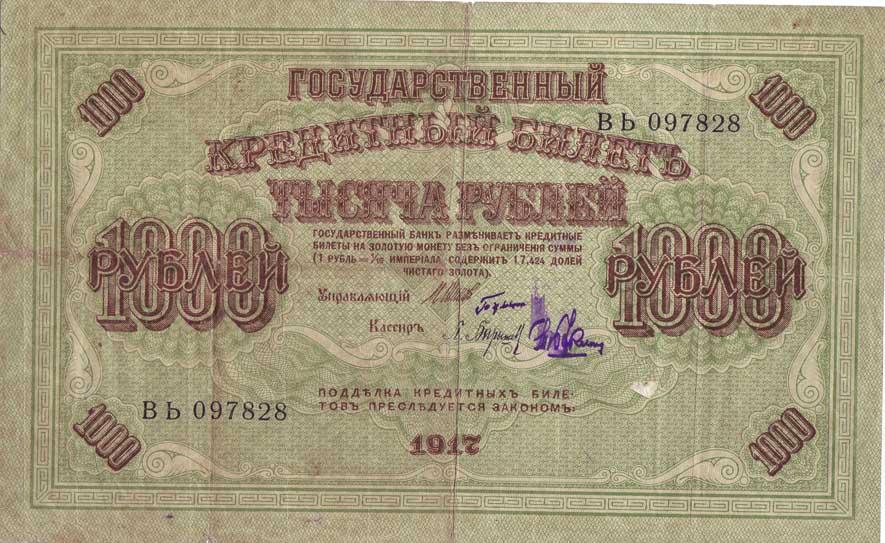 1000
1000
ГОСУДАРСТВЕННЫЙ
ВЬ 097828
КРЕДИТНЫЙ БИЛЕТЪ
ТЫСЯЧА РУБЛЕЙ
ГОСУДАРСТВЕННЫЙ БАНКЪ РАЗМѢНИВАЕТЪ КРЕДИТНЫЕ
БИЛЕТЫ НА ЗОЛОТУЮ МОНЕТУ БЕЗЪ ОГРАНИЧЕНІЯ СУММЫ
(1 РУБЛЬ = 1/15 ИМПЕРІАЛА, СОДЕРЖИТЪ 17,424 ДОЛЕЙ
ЧИСТАГО ЗОЛОТА).
1000 РУБЛЕЙ
1000 РУБЛЕЙ
Управляющій
Кассиръ
ПОДДѢЛКА КРЕДИТНЫХЪ БИЛЕ-
ТОВЪ ПРЕСЛѢДУЕТСЯ ЗАКОНОМЪ.
ВЬ 097828
1917
1000
1000